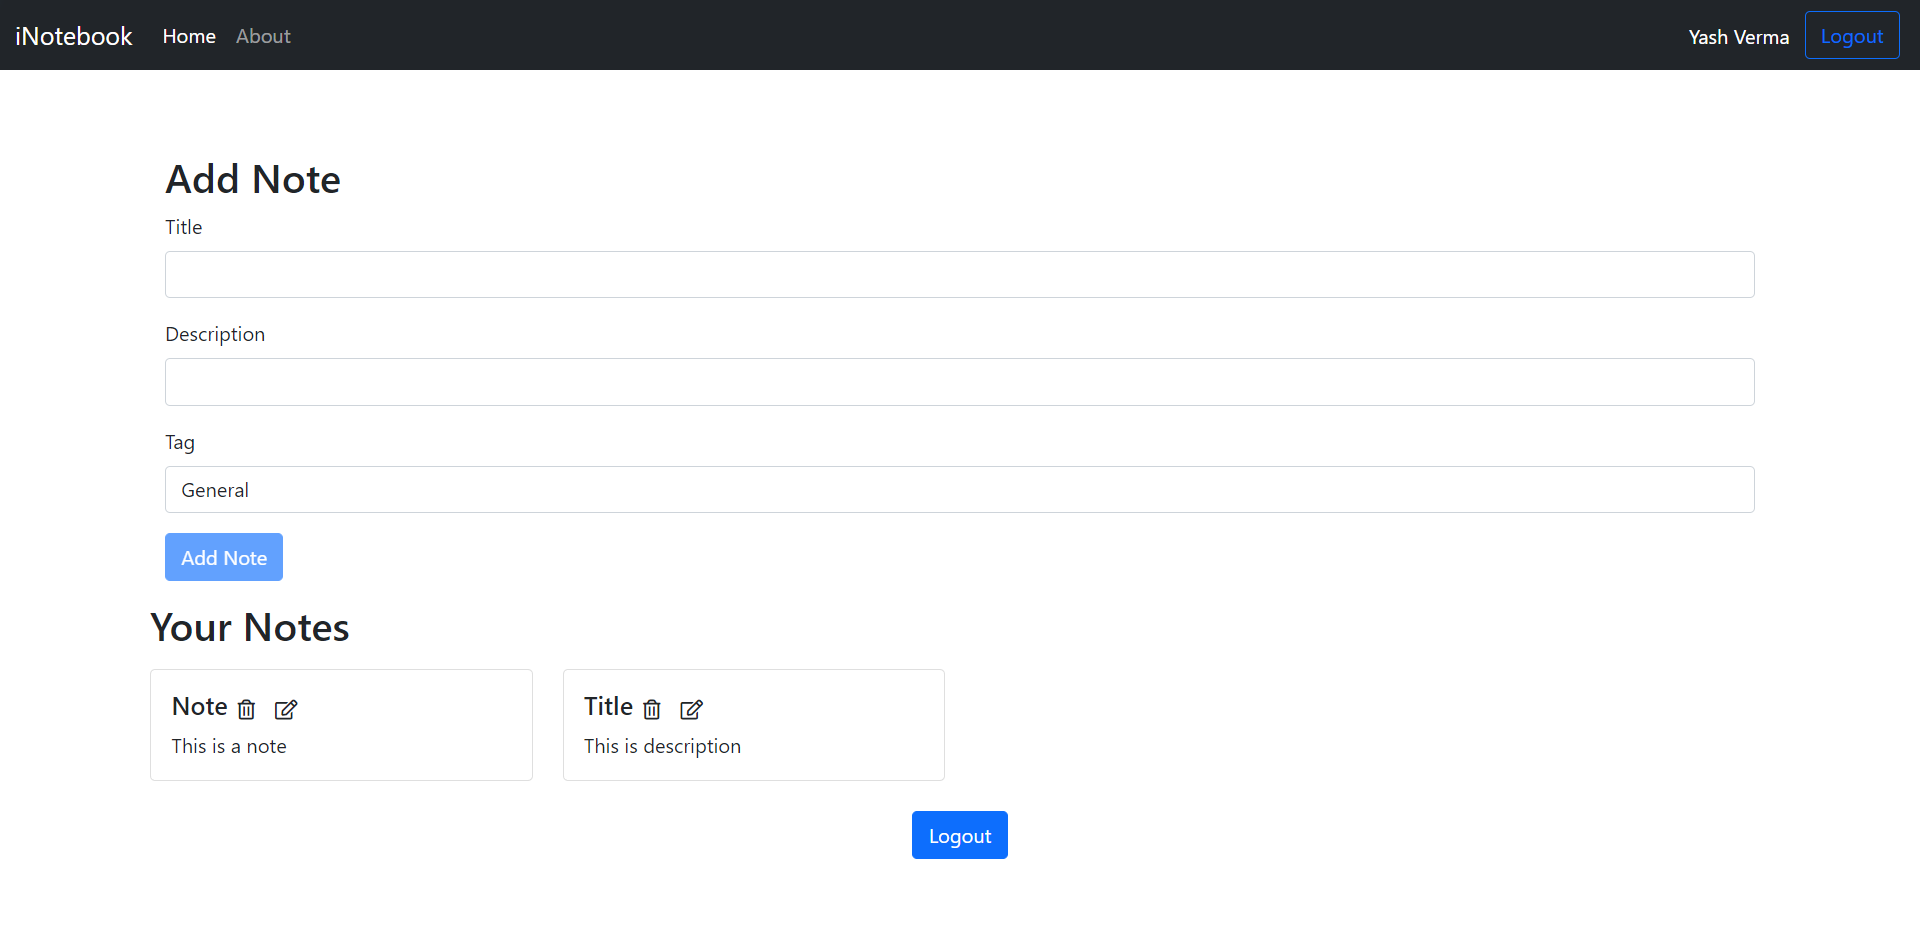 iNotebook Home About Yash Verma Logout
Add Note
Title
Description
Tag
General
Add Note
Your Notes
Note
This is a note
Title
This is description
Logout